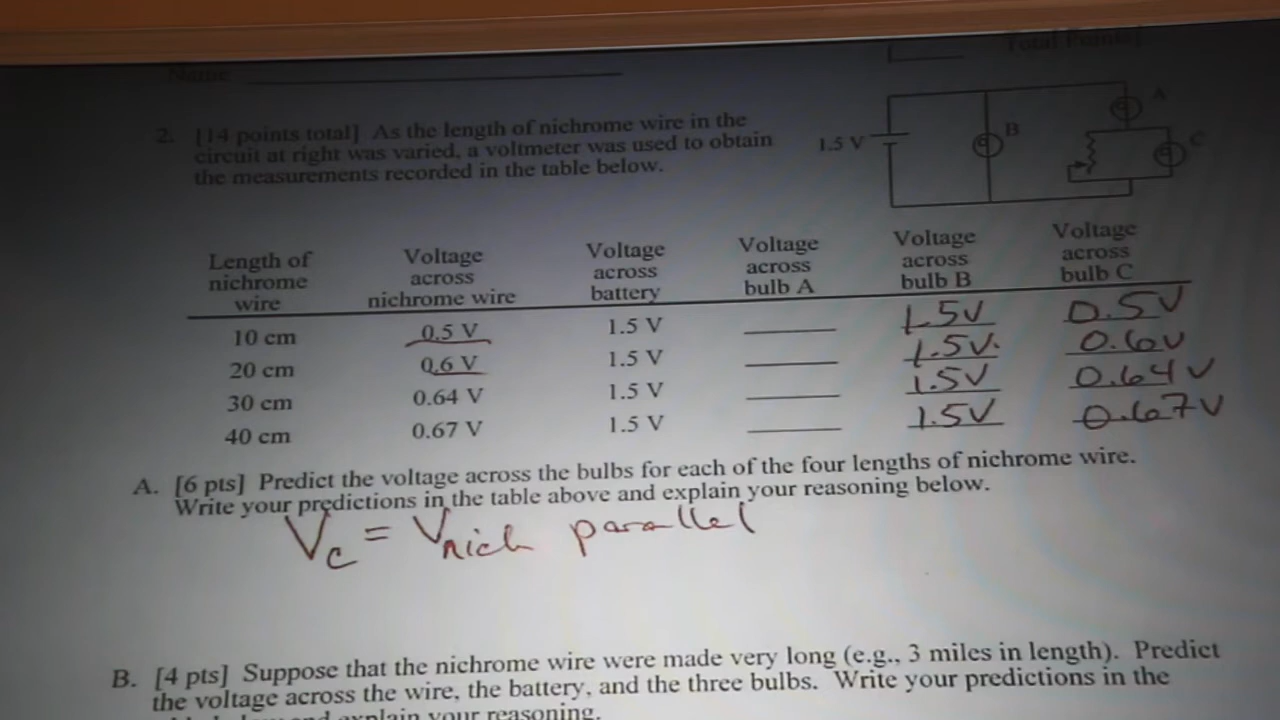 Name
Total Points]
2. [14 points total] As the length of nichrome wire in the
circuit at right was varied, a voltmeter was used to obtain
the measurements recorded in the table below.
1.5 V
A
B
C
Length of nichrome wire
Voltage across nichrome wire
Voltage across battery
Voltage across bulb A
Voltage across bulb B
Voltage across bulb C
10 cm 0.5 V 1.5 V 1.5V 0.5V
20 cm 0.6 V 1.5 V 1.5V. 0.6V
30 cm 0.64 V 1.5 V 1.5V 0.64V
40 cm 0.67 V 1.5 V 1.5V 0.67V
A. [6 pts] Predict the voltage across the bulbs for each of the four lengths of nichrome wire.
Write your predictions in the table above and explain your reasoning below.
Vc = Vnich parallel
B. [4 pts] Suppose that the nichrome wire were made very long (e.g., 3 miles in length). Predict
the voltage across the wire, the battery, and the three bulbs. Write your predictions in the
explain your reasoning.